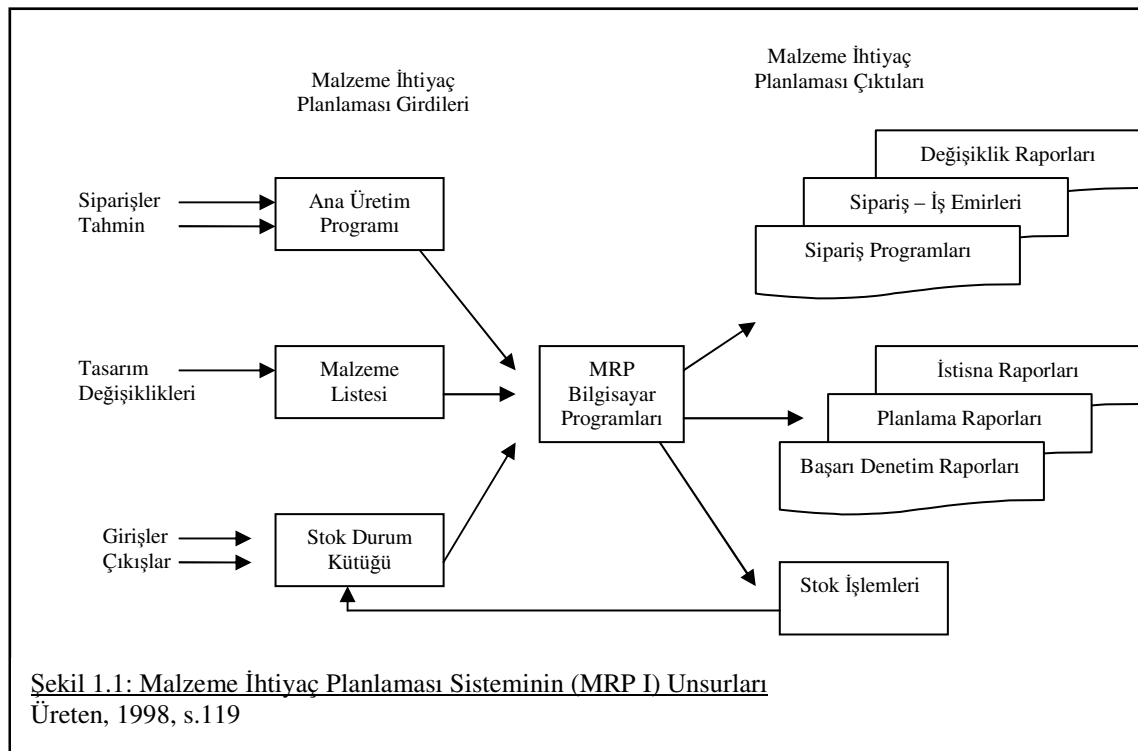 Malzeme İhtiyaç
Planlaması Girdileri
Malzeme İhtiyaç
Planlaması Çıktıları
Siparişler
Tahmin
Ana Üretim
Programı
Değişiklik Raporları
Sipariş – İş Emirleri
Sipariş Programları
Tasarım
Değişiklikleri
Malzeme
Listesi
MRP
Bilgisayar
Programları
İstisna Raporları
Planlama Raporları
Başarı Denetim Raporları
Girişler
Çıkışlar
Stok Durum
Kütüğü
Stok İşlemleri
Şekil 1.1: Malzeme İhtiyaç Planlaması Sisteminin (MRP I) Unsurları
Üreten, 1998, s.119